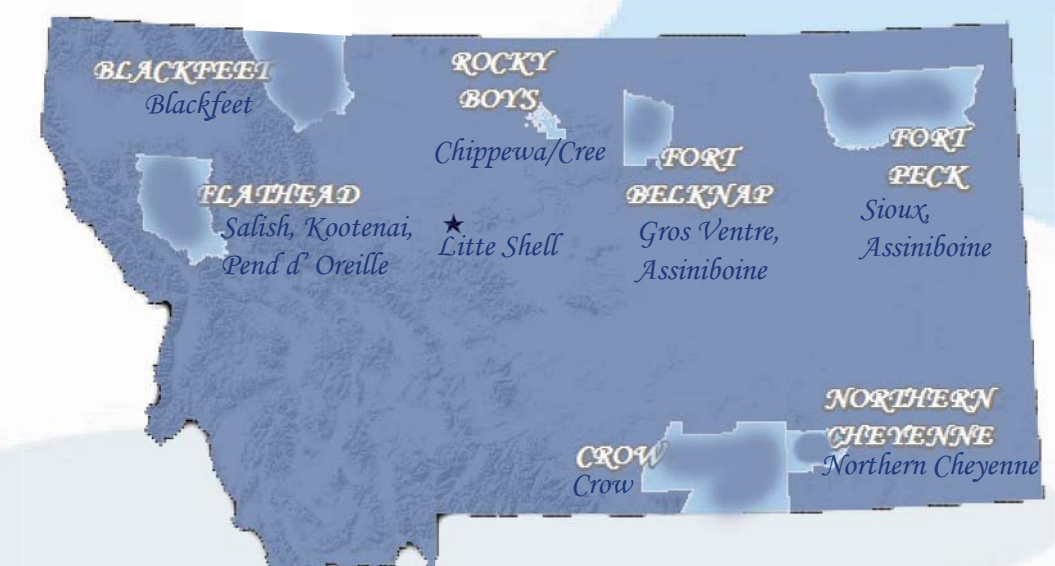 BLACKFEET
Blackfeet
ROCKY
BOYS
Chippewa/Cree
FORT
BELKNAP
Gros Ventre,
Assiniboine
FORT
PECK
Sioux,
Assiniboine
FLATHEAD
Salish, Kootenai,
Pend d' Oreille
Litte Shell
CROW
Crow
NORTHERN
CHEYENNE
Northern Cheyenne